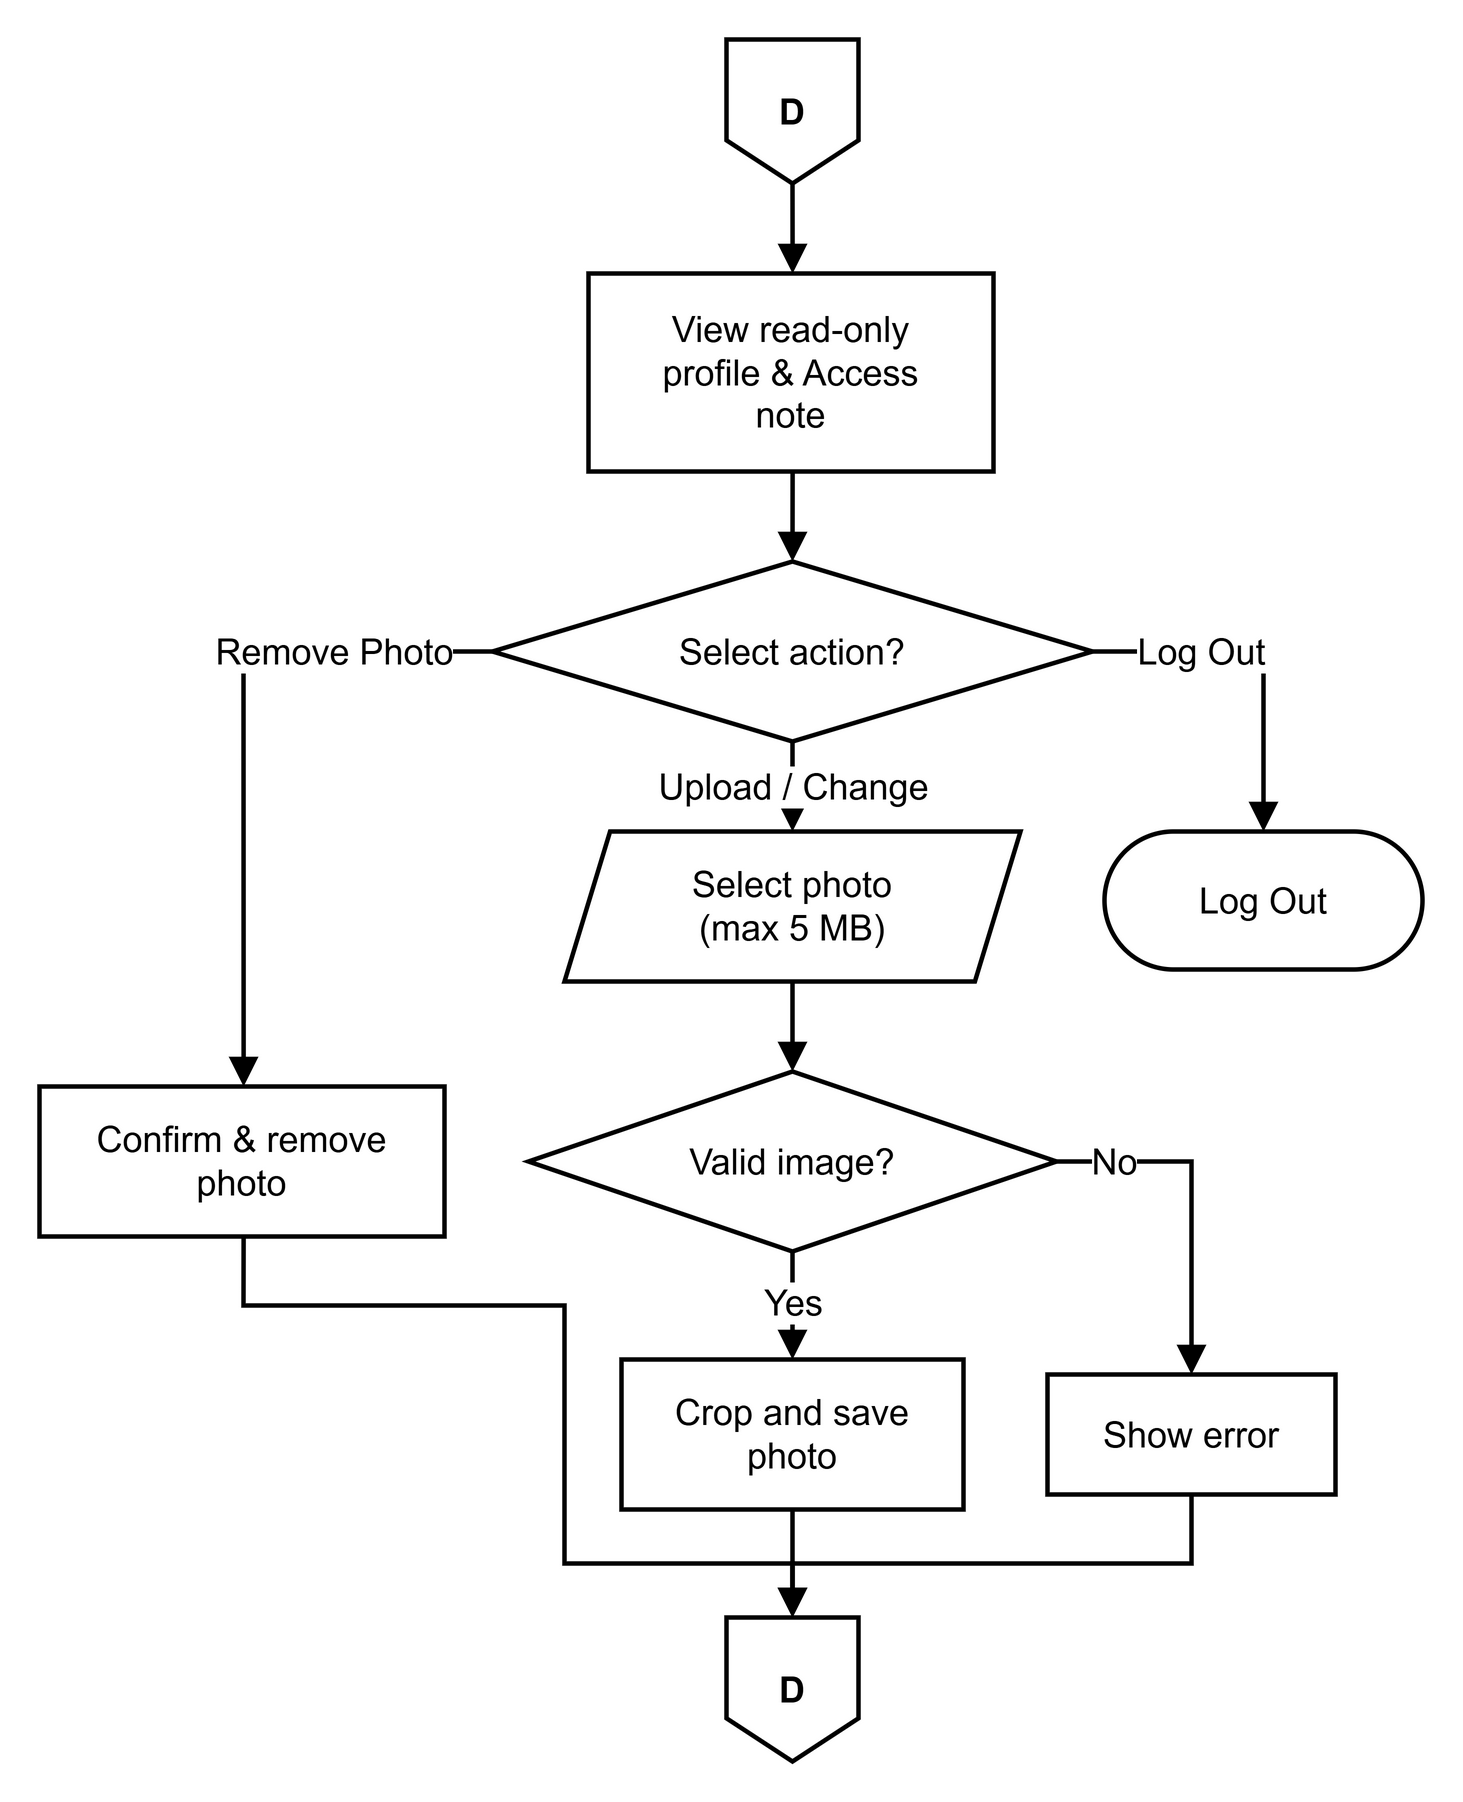 D
View read-only
profile & Access
note
Select action?
Remove Photo
Log Out
Upload / Change
Select photo
(max 5 MB)
Log Out
Confirm & remove
photo
Valid image?
No
Yes
Crop and save
photo
Show error
D